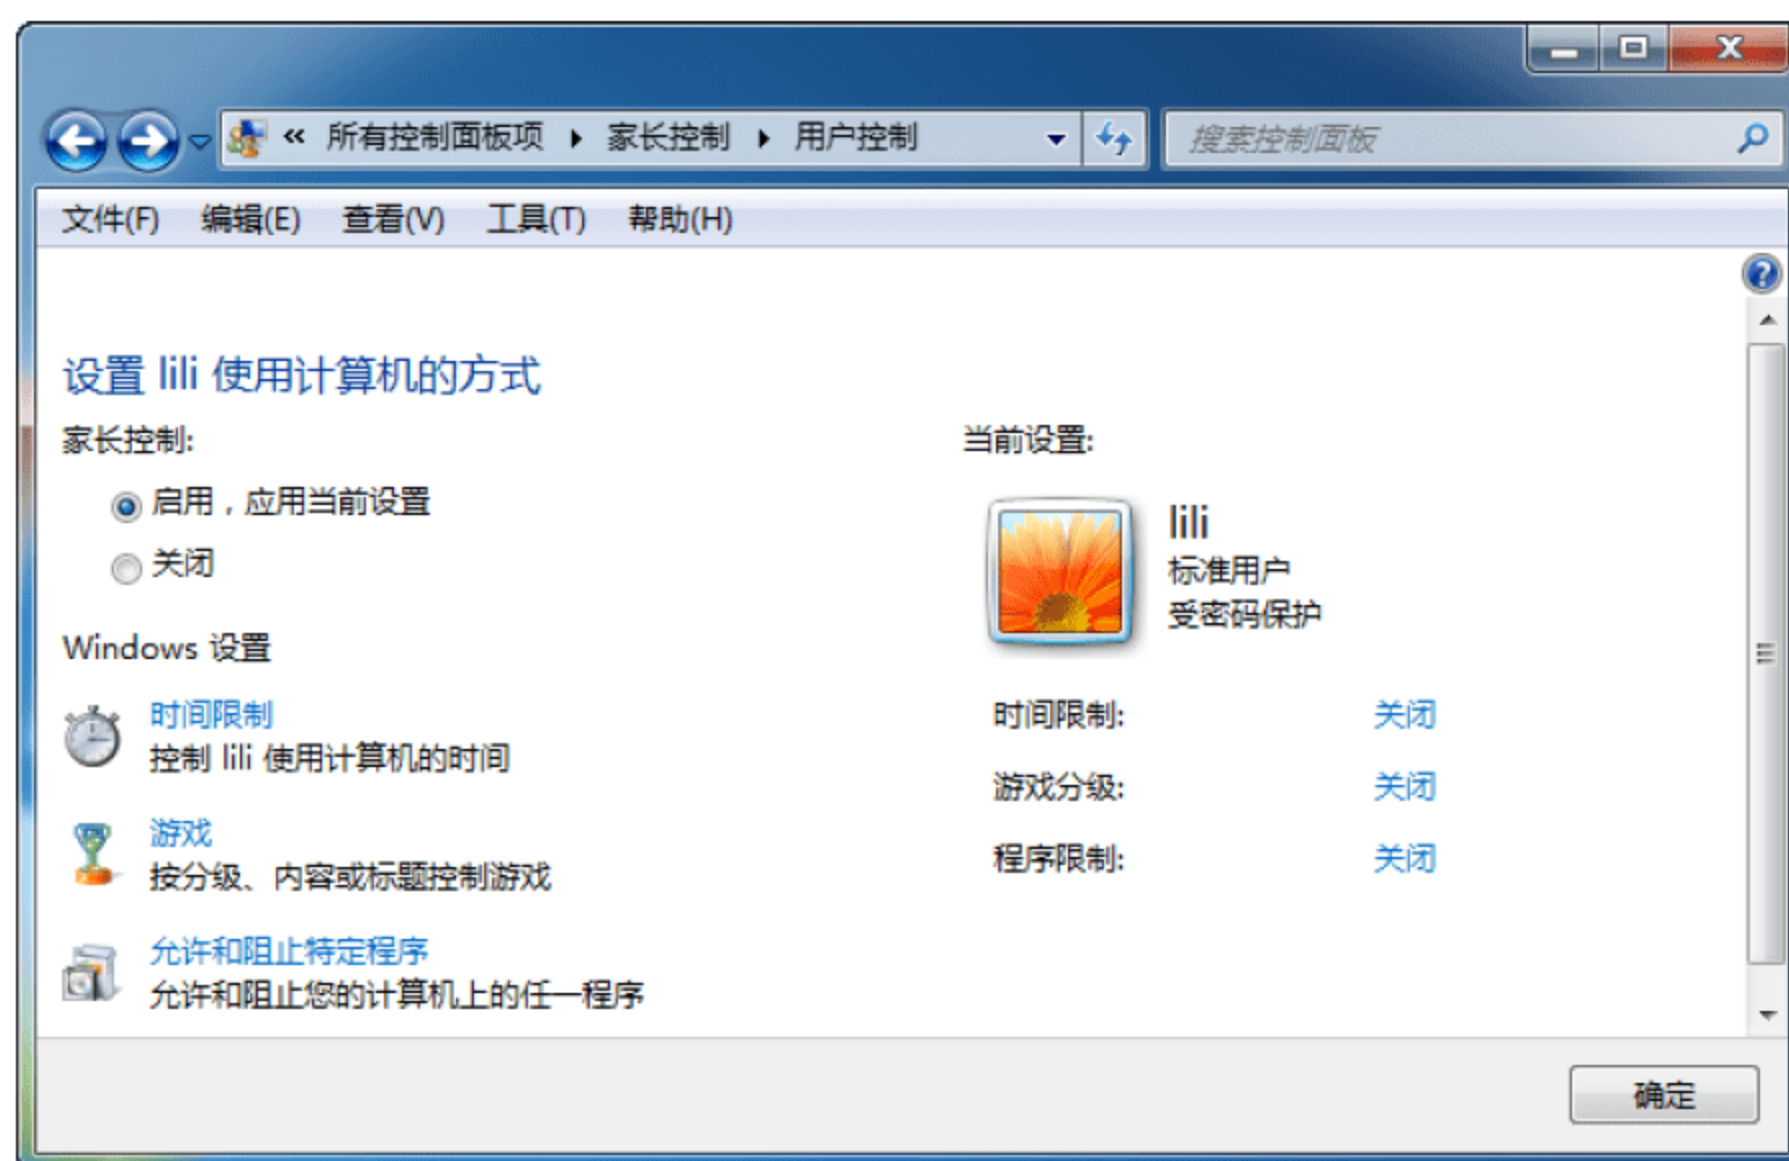 « 所有控制面板项 ▸ 家长控制 ▸ 用户控制
搜索控制面板
文件(F) 编辑(E) 查看(V) 工具(T) 帮助(H)
设置 lili 使用计算机的方式
家长控制:
启用，应用当前设置
关闭
Windows 设置
时间限制
控制 lili 使用计算机的时间
游戏
按分级、内容或标题控制游戏
允许和阻止特定程序
允许和阻止您的计算机上的任一程序
当前设置:
lili
标准用户
受密码保护
时间限制: 关闭
游戏分级: 关闭
程序限制: 关闭
确定